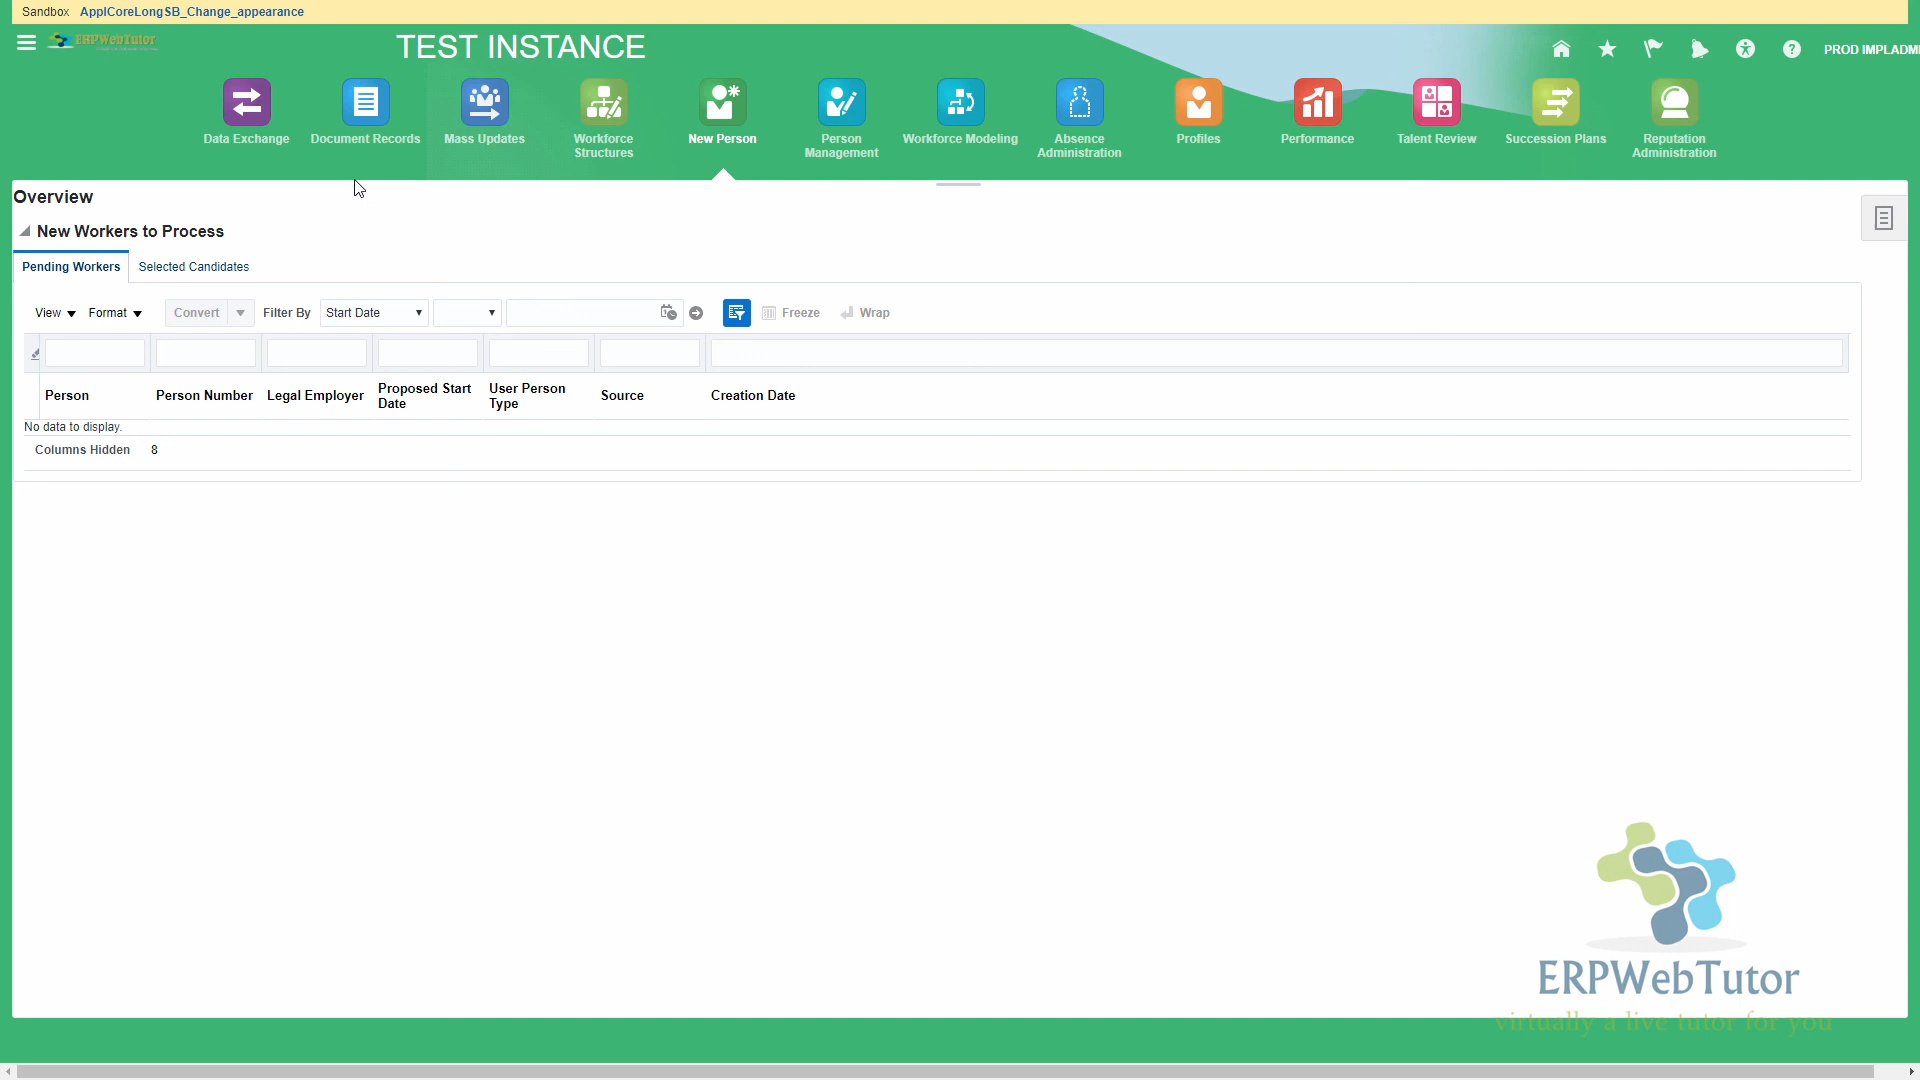 Sandbox ApplCoreLongSB_Change_appearance
ERPWebTutor
TEST INSTANCE
PROD IMPLADMI
Data Exchange
Document Records
Mass Updates
Workforce
Structures
New Person
Person
Management
Workforce Modeling
Absence
Administration
Profiles
Performance
Talent Review
Succession Plans
Reputation
Administration
Overview
New Workers to Process
Pending Workers
Selected Candidates
View
Format
Convert
Filter By
Start Date
Freeze
Wrap
Person
Person Number
Legal Employer
Proposed Start
Date
User Person
Type
Source
Creation Date
No data to display.
Columns Hidden 8
ERPWebTutor
virtually a live tutor for you